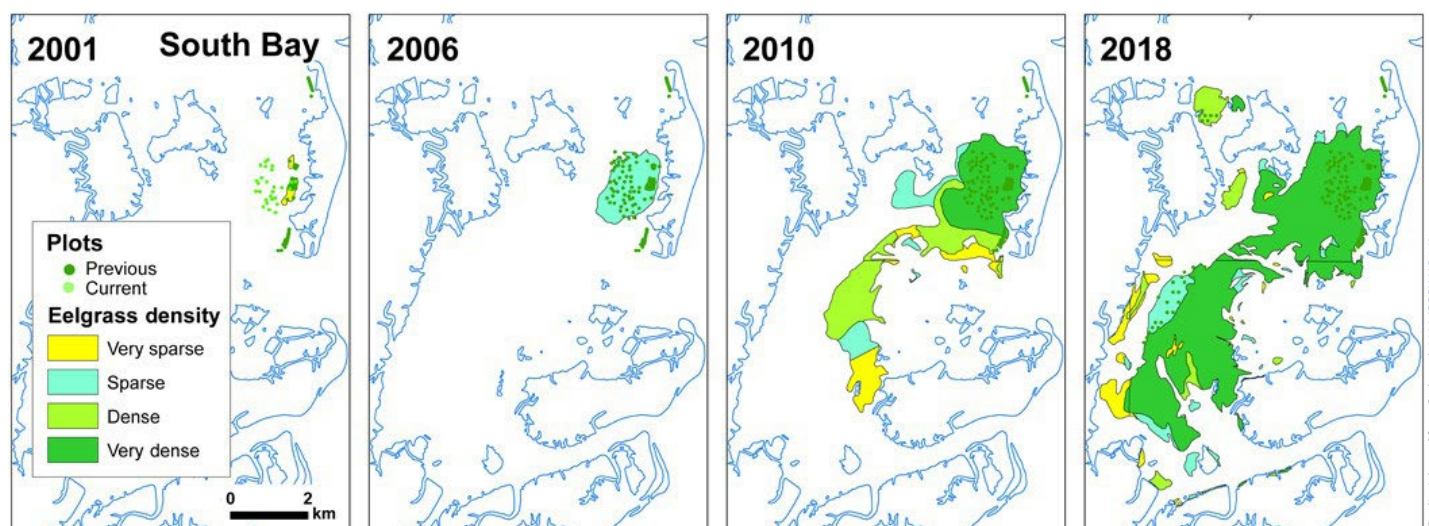 2001 South Bay
2006
2010
2018
Plots
Previous
Current
Eelgrass density
Very sparse
Sparse
Dense
Very dense
0 2
km